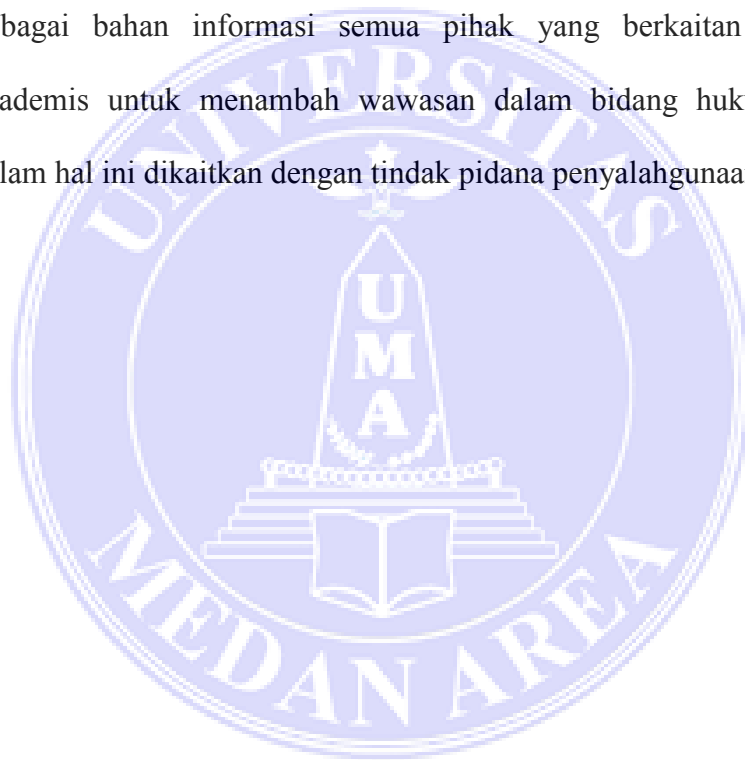 bagai bahan informasi semua pihak yang berkaitan
ademis untuk menambah wawasan dalam bidang huk
lam hal ini dikaitkan dengan tindak pidana penyalahgunaa
UNIVERSITAS
U
M
A
MEDAN AREA